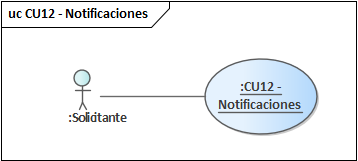 uc CU12 - Notificaciones
:Solicitante
:CU12 -
Notificaciones